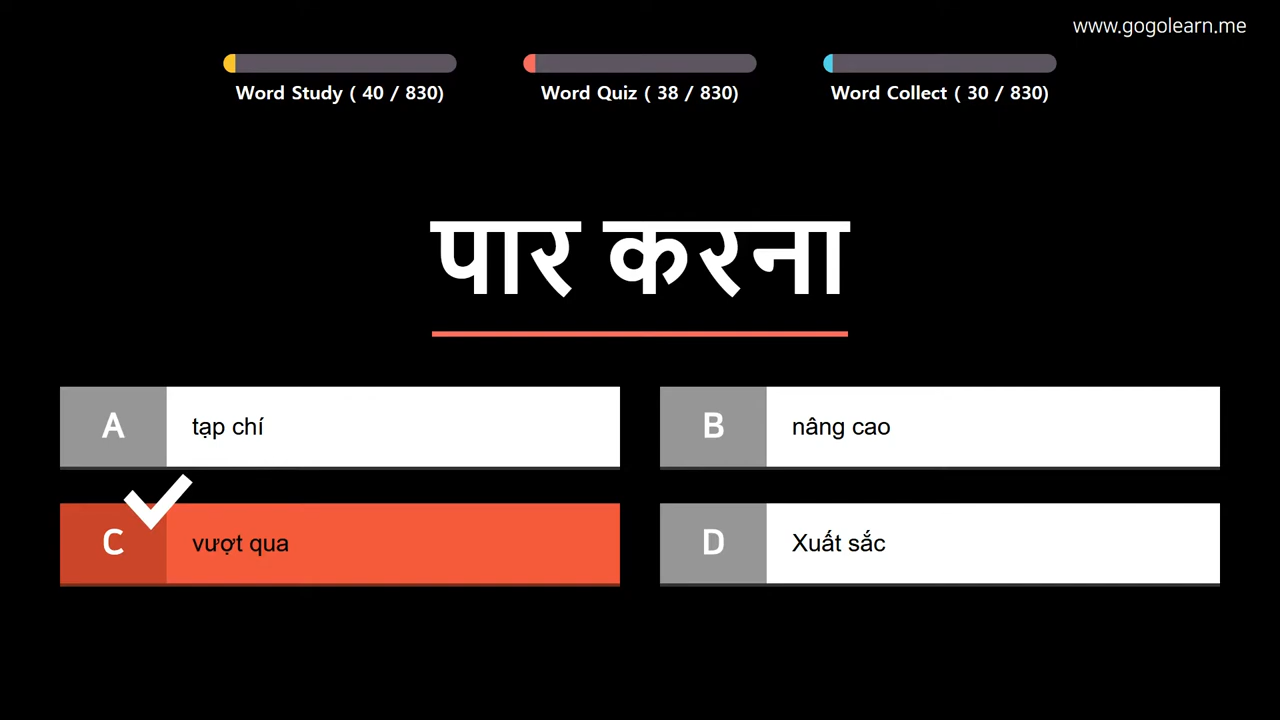 www.gogolearn.me
Word Study ( 40 / 830)
Word Quiz ( 38 / 830)
Word Collect ( 30 / 830)
पार करना
A tạp chí
B nâng cao
C vượt qua
D Xuất sắc